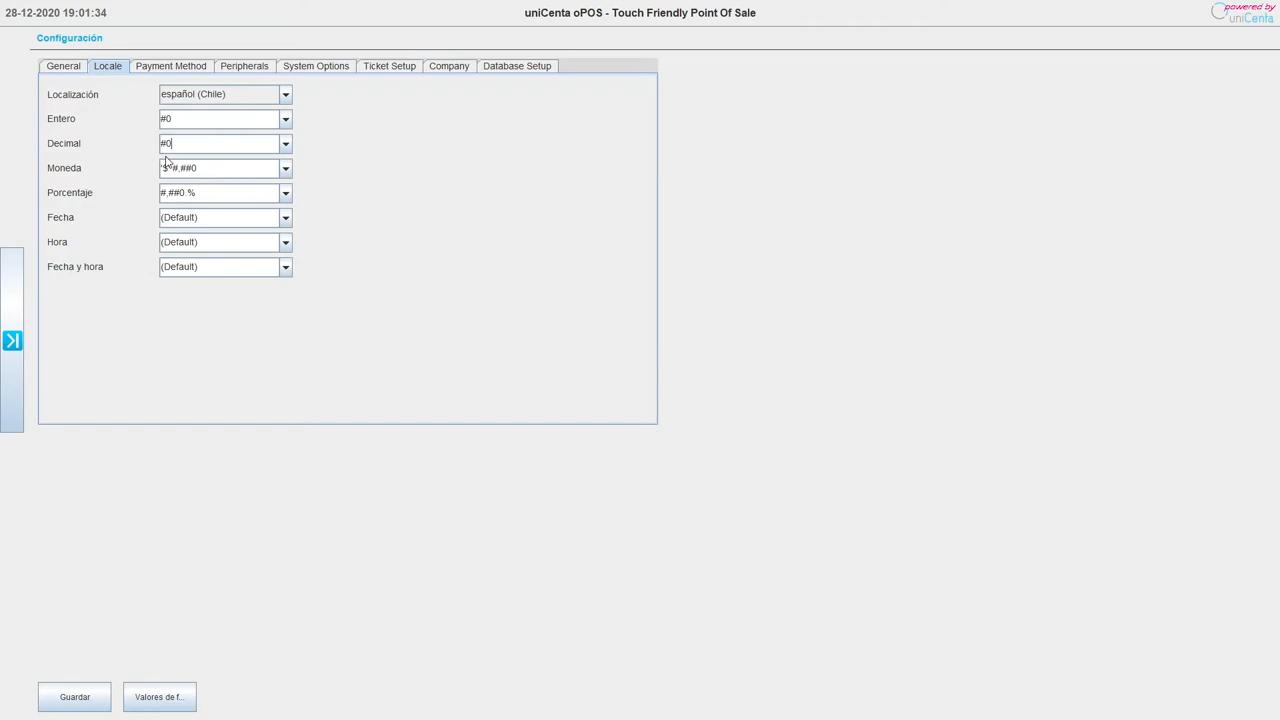 28-12-2020 19:01:34
uniCenta oPOS - Touch Friendly Point Of Sale
powered by
uniCenta
Configuración
General
Locale
Payment Method
Peripherals
System Options
Ticket Setup
Company
Database Setup
Localización
español (Chile)
Entero
#0
Decimal
#0
Moneda
'$'#,##0
Porcentaje
#,##0.%
Fecha
(Default)
Hora
(Default)
Fecha y hora
(Default)
Guardar
Valores de f...